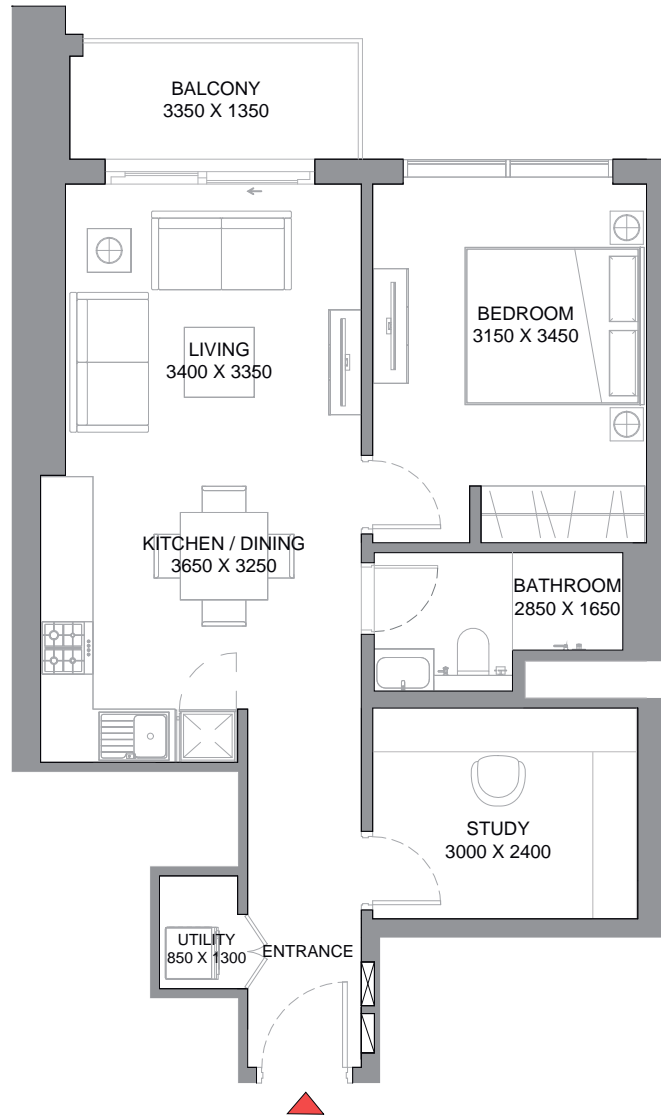 BALCONY
3350 X 1350
BEDROOM
3150 X 3450
LIVING
3400 X 3350
KITCHEN / DINING
3650 X 3250
BATHROOM
2850 X 1650
STUDY
3000 X 2400
UTILITY
850 X 1300
ENTRANCE